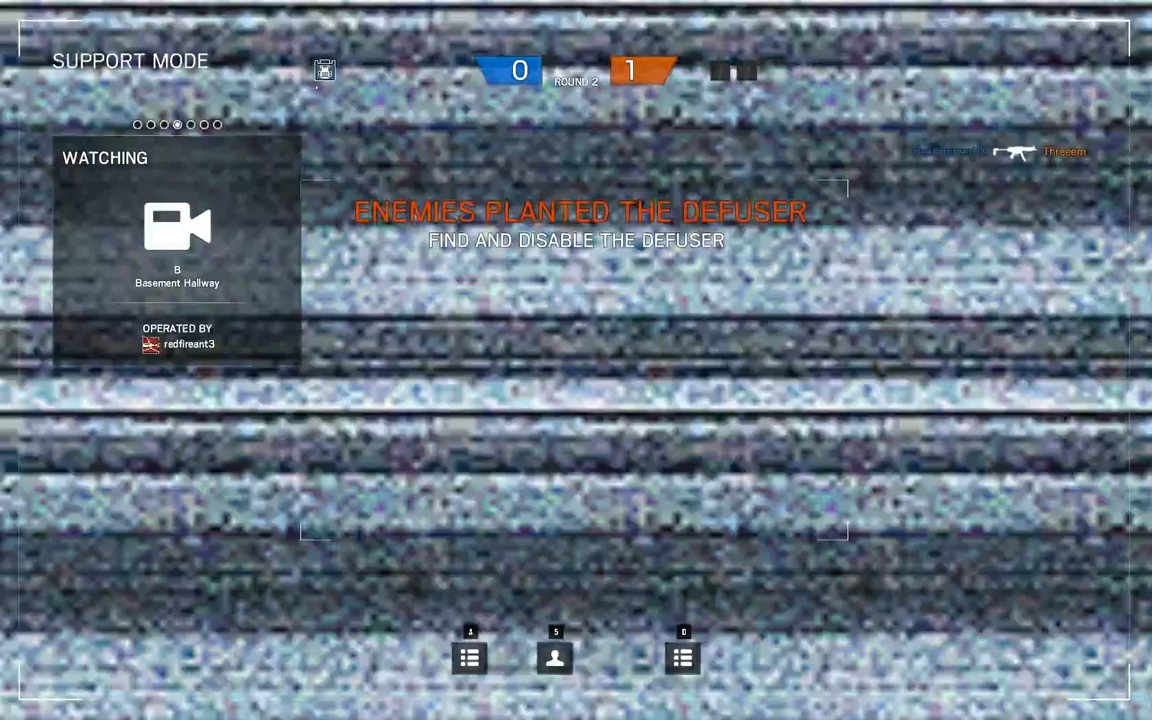 SUPPORT MODE
0
ROUND 2
1
WATCHING
Threeem
ENEMIES PLANTED THE DEFUSER
FIND AND DISABLE THE DEFUSER
B
Basement Hallway
OPERATED BY
redfireant3
A
5
D